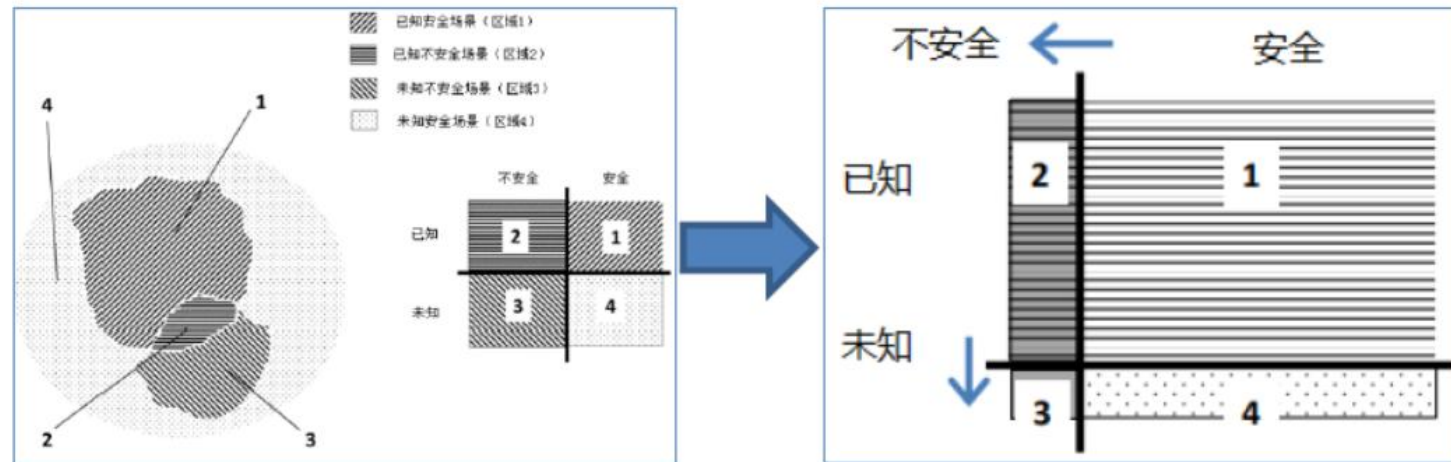 已知安全场景（区域1）
已知不安全场景（区域2）
未知不安全场景（区域3）
未知安全场景（区域4）
4
1
2
3
不安全 安全
已知 2 1
未知 3 4
不安全 安全
已知 2 1
未知
3 4